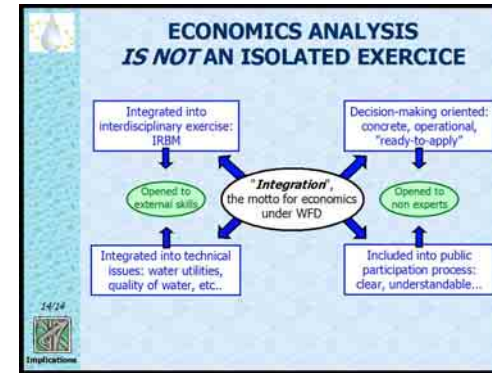 ECONOMICS ANALYSIS
IS NOT AN ISOLATED EXERCICE
Integrated into
interdisciplinary exercise:
IRBM
Decision-making oriented:
concrete, operational,
"ready-to-apply"
Opened to
external skills
"Integration",
the motto for economics
under WFD
Opened to
non experts
Integrated into technical
issues: water utilities,
quality of water, etc..
Included into public
participation process:
clear, understandable...
14/14
Implications